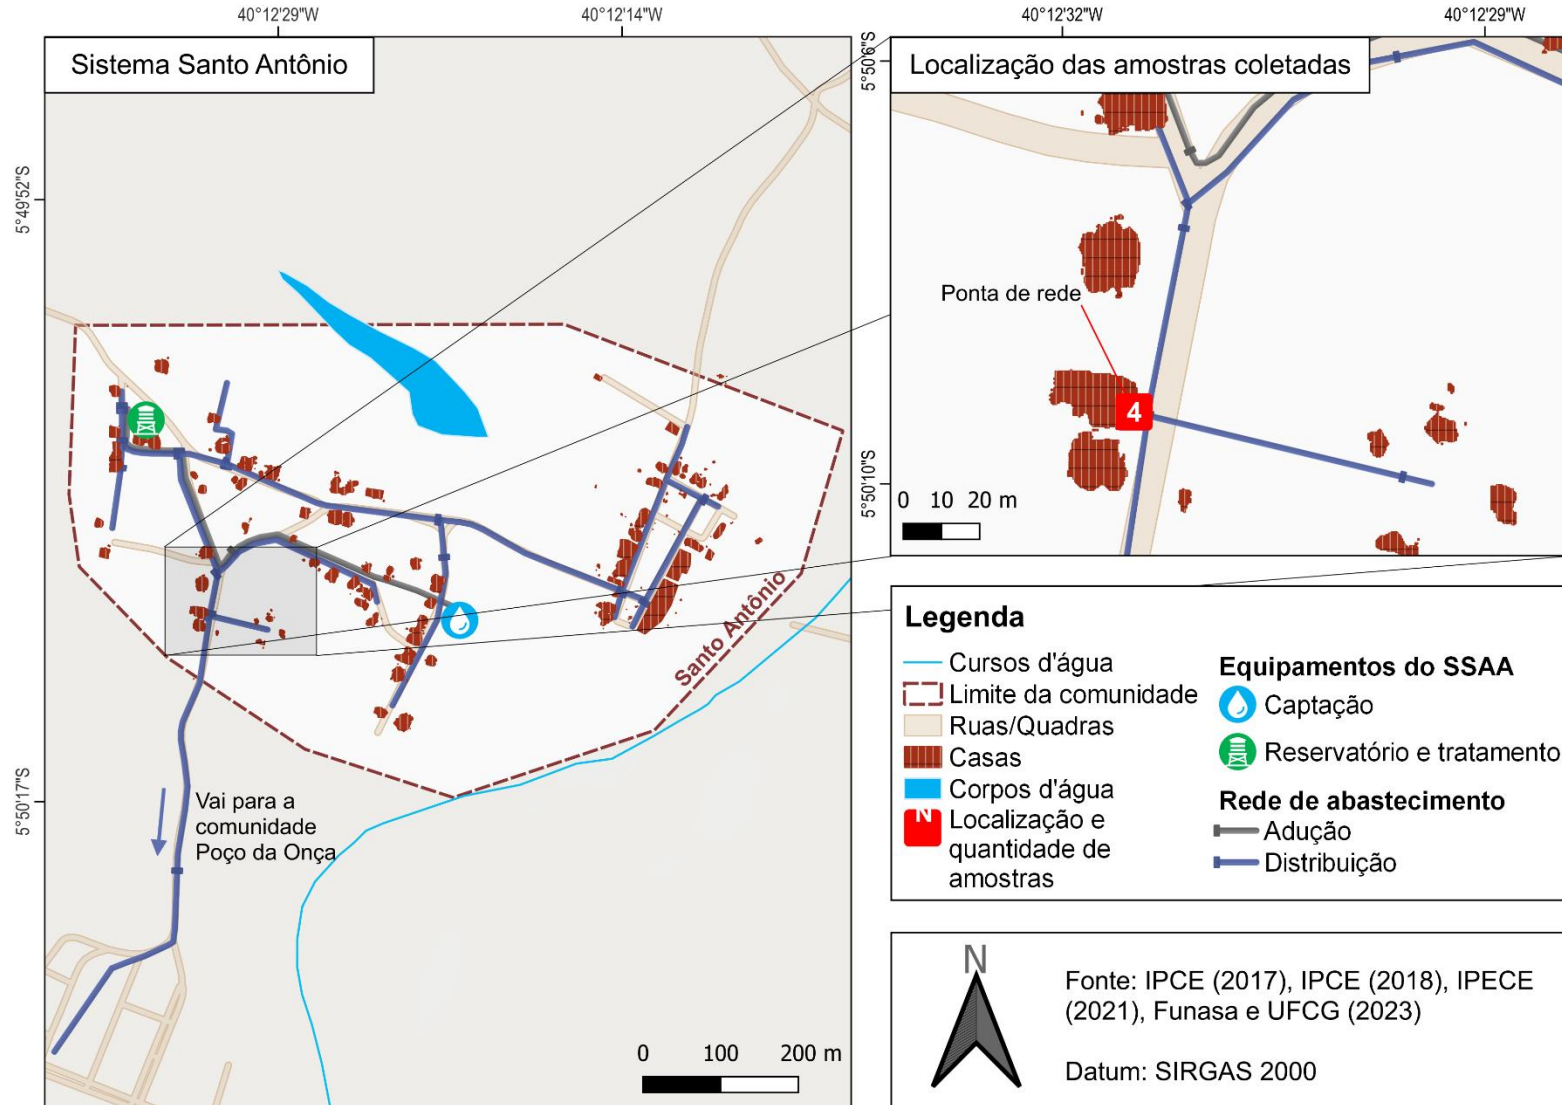 40°12'29"W
40°12'14"W
40°12'32"W
40°12'29"W
Sistema Santo Antônio
Localização das amostras coletadas
5°49'52"S
5°50'17"S
5°50'6"S
5°50'10"S
Ponta de rede
4
0 10 20 m
Santo Antônio
Vai para a
comunidade
Poço da Onça
0 100 200 m
Legenda
Cursos d'água
Limite da comunidade
Ruas/Quadras
Casas
Corpos d'água
N
Localização e
quantidade de
amostras
Equipamentos do SSAA
Captação
Reservatório e tratamento
Rede de abastecimento
Adução
Distribuição
N
Fonte: IPCE (2017), IPCE (2018), IPECE
(2021), Funasa e UFCG (2023)
Datum: SIRGAS 2000